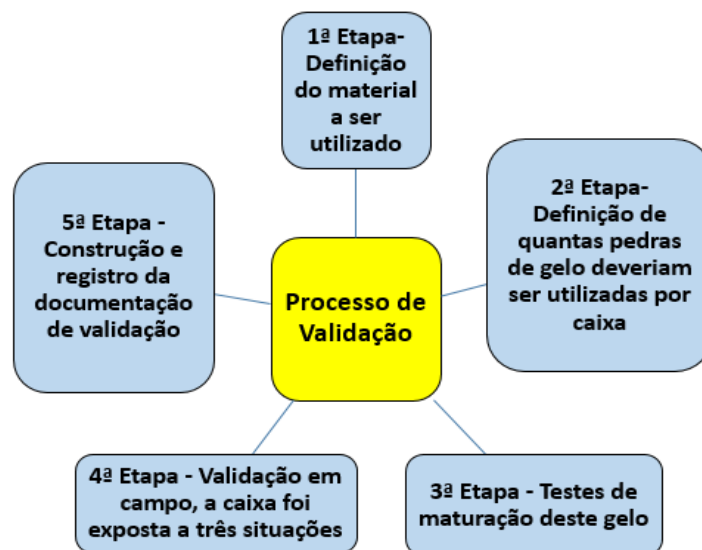 1ª Etapa-
Definição
do material
a ser
utilizado
2ª Etapa-
Definição de
quantas pedras
de gelo deveriam
ser utilizadas por
caixa
3ª Etapa - Testes de
maturação deste gelo
4ª Etapa - Validação em
campo, a caixa foi
exposta a três situações
5ª Etapa -
Construção e
registro da
documentação
de validação
Processo de
Validação